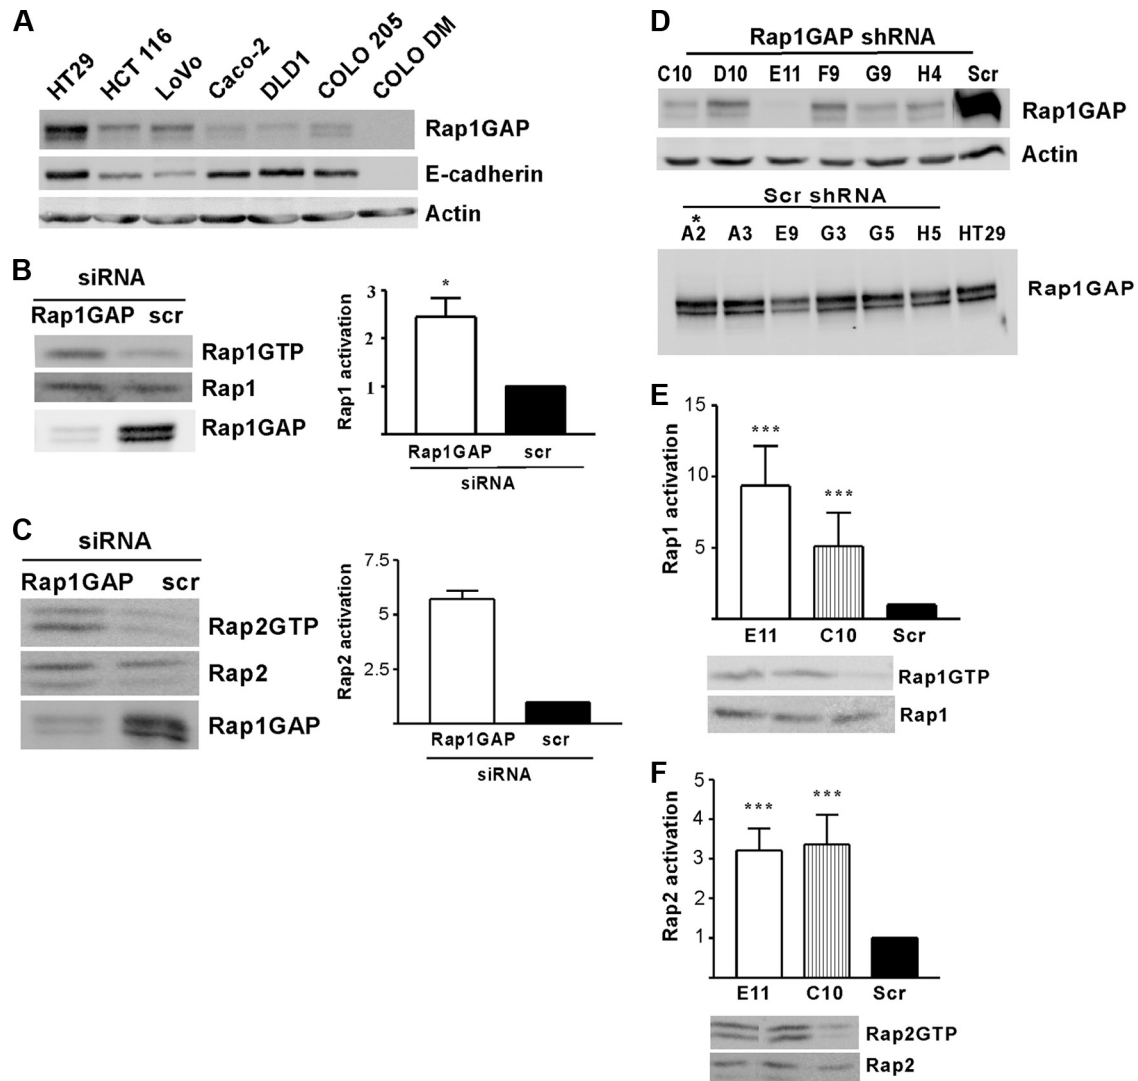 A
HT29 HCT 116 LoVo Caco-2 DLD1 COLO 205 COLO DM
Rap1GAP
E-cadherin
Actin
B
siRNA
Rap1GAP scr
Rap1GTP
Rap1
Rap1GAP
Rap1 activation
3
2
1
*
Rap1GAP scr
siRNA
C
siRNA
Rap1GAP scr
Rap2GTP
Rap2
Rap1GAP
Rap2 activation
7.5
5
2.5
Rap1GAP scr
siRNA
D
Rap1GAP shRNA
C10 D10 E11 F9 G9 H4 Scr
Rap1GAP
Actin
Scr shRNA
*
A2 A3 E9 G3 G5 H5 HT29
Rap1GAP
E
Rap1 activation
15
10
5
*** ***
E11 C10 Scr
Rap1GTP
Rap1
F
Rap2 activation
5
4
3
2
1
*** ***
E11 C10 Scr
Rap2GTP
Rap2